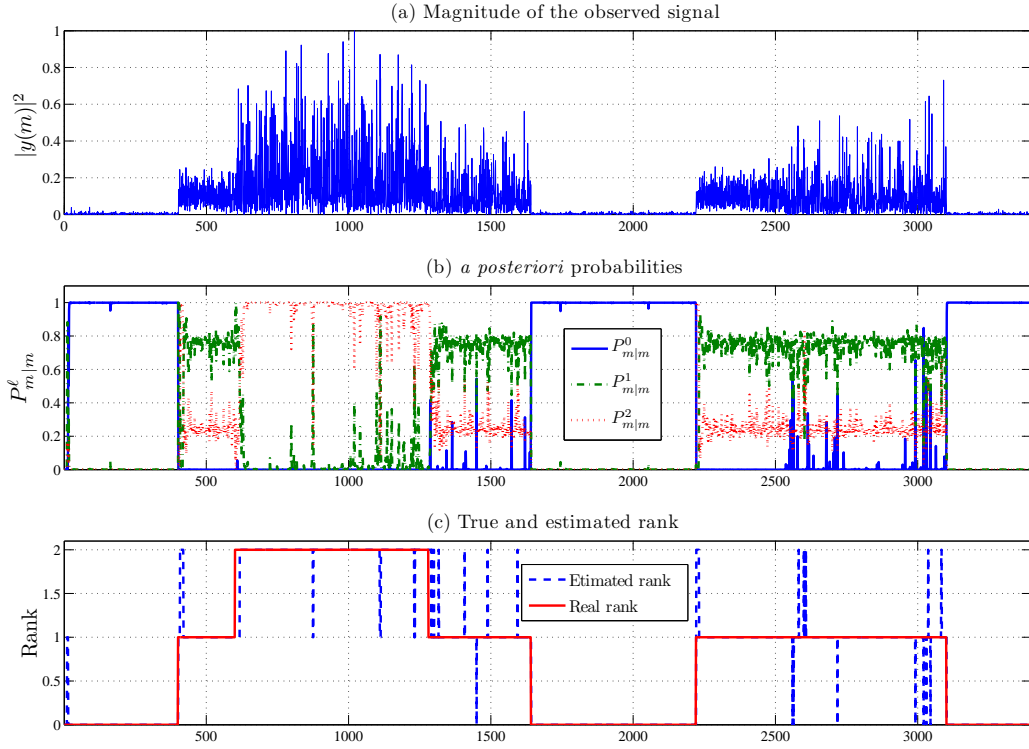 (a) Magnitude of the observed signal
|y(m)|²
1
0.8
0.6
0.4
0.2
0
0 500 1000 1500 2000 2500 3000
(b) a posteriori probabilities
P^ℓ_{m|m}
1
0.8
0.6
0.4
0.2
0
P^0_{m|m}
P^1_{m|m}
P^2_{m|m}
500 1000 1500 2000 2500 3000
(c) True and estimated rank
Rank
2
1.5
1
0.5
0
Etimated rank
Real rank
500 1000 1500 2000 2500 3000